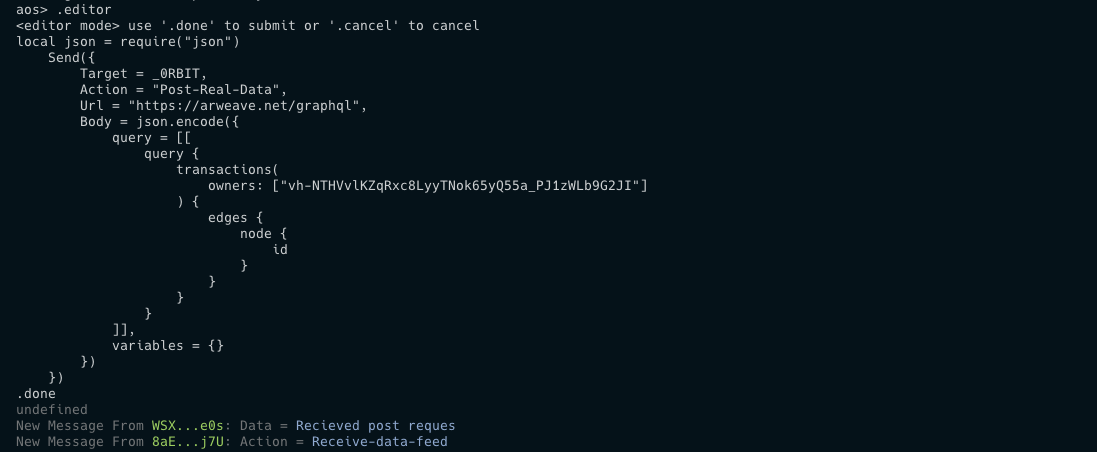 aos> .editor
<editor mode> use '.done' to submit or '.cancel' to cancel
local json = require("json")
    Send({
        Target = _0RBIT,
        Action = "Post-Real-Data",
        Url = "https://arweave.net/graphql",
        Body = json.encode({
            query = [[
                query {
                    transactions(
                        owners: ["vh-NTHVvlKZqRxc8LyyTNok65yQ55a_PJ1zWLb9G2JI"]
                    ) {
                        edges {
                            node {
                                id
                            }
                        }
                    }
                }
            ]],
            variables = {}
        })
    })
.done
undefined
New Message From WSX...e0s: Data = Recieved post reques
New Message From 8aE...j7U: Action = Receive-data-feed